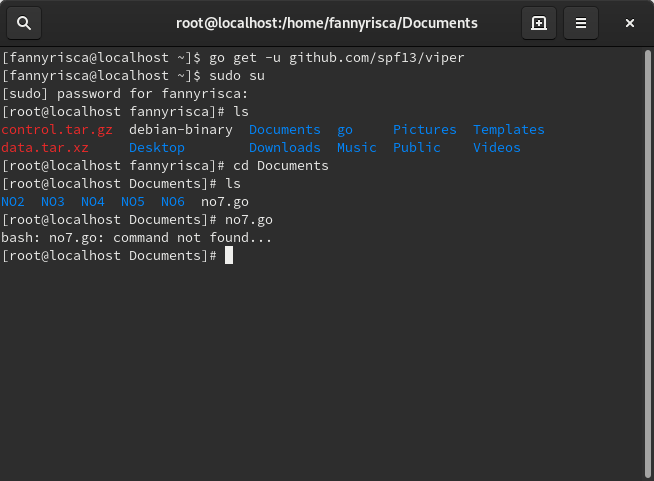 root@localhost:/home/fannyrisca/Documents
[fannyrisca@localhost ~]$ go get -u github.com/spf13/viper
[fannyrisca@localhost ~]$ sudo su
[sudo] password for fannyrisca:
[root@localhost fannyrisca]# ls
control.tar.gz  debian-binary  Documents  go     Pictures  Templates
data.tar.xz     Desktop        Downloads  Music  Public    Videos
[root@localhost fannyrisca]# cd Documents
[root@localhost Documents]# ls
NO2  NO3  NO4  NO5  NO6  no7.go
[root@localhost Documents]# no7.go
bash: no7.go: command not found...
[root@localhost Documents]#